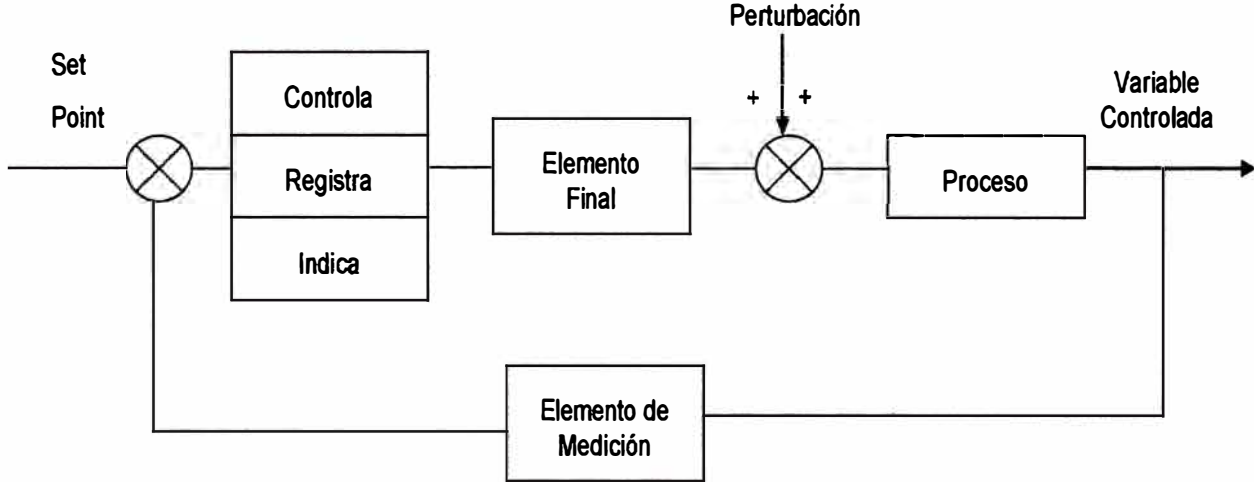 Perturbación
Set
Point
Controla
+ +
Variable
Controlada
Registra
Elemento
Final
Proceso
Indica
Elemento de
Medición